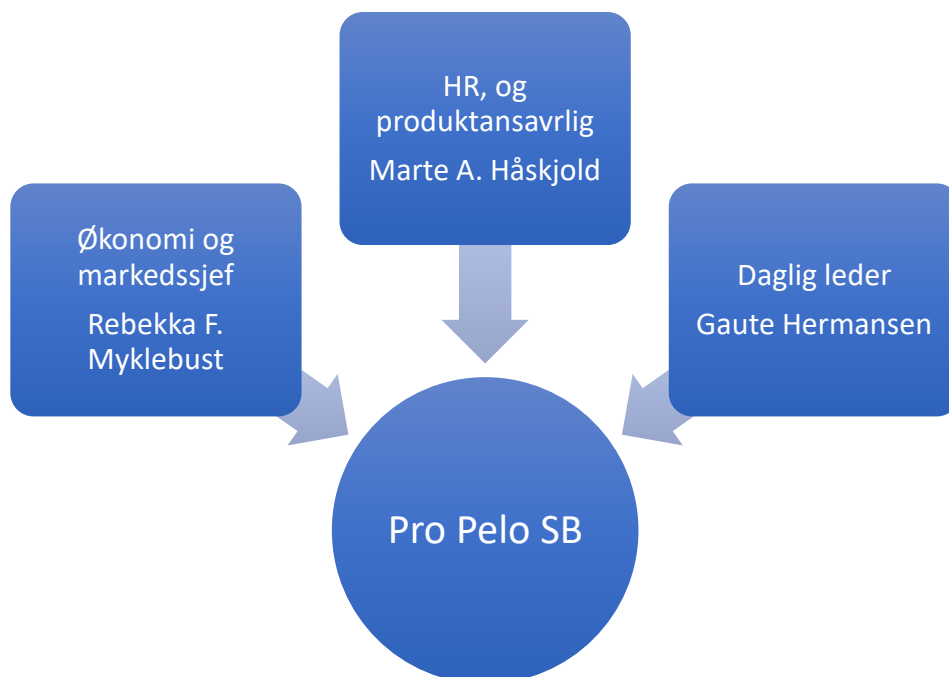 HR, og
produktansavrlig
Marte A. Håskjold
Økonomi og
markedssjef
Rebekka F.
Myklebust
Daglig leder
Gaute Hermansen
Pro Pelo SB